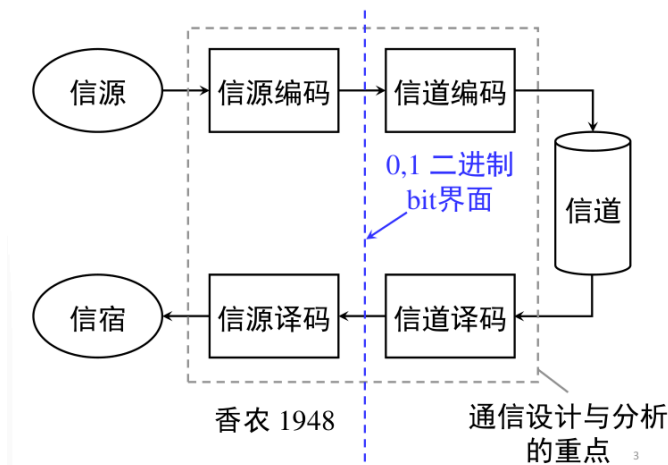 信源
信源编码
信道编码
0,1 二进制
bit界面
信道
信宿
信源译码
信道译码
香农 1948
通信设计与分析
的重点
3